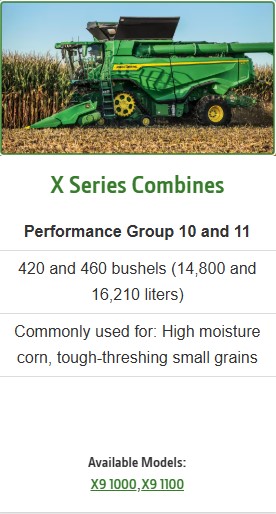 X Series Combines
Performance Group 10 and 11
420 and 460 bushels (14,800 and
16,210 liters)
Commonly used for: High moisture
corn, tough-threshing small grains
Available Models:
X9 1000,X9 1100